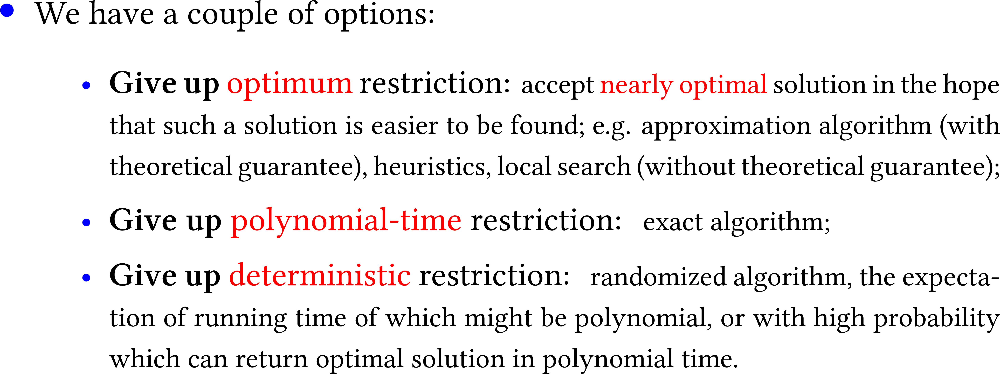 • We have a couple of options:
• Give up optimum restriction: accept nearly optimal solution in the hope
that such a solution is easier to be found; e.g. approximation algorithm (with
theoretical guarantee), heuristics, local search (without theoretical guarantee);
• Give up polynomial-time restriction: exact algorithm;
• Give up deterministic restriction: randomized algorithm, the expecta-
tion of running time of which might be polynomial, or with high probability
which can return optimal solution in polynomial time.